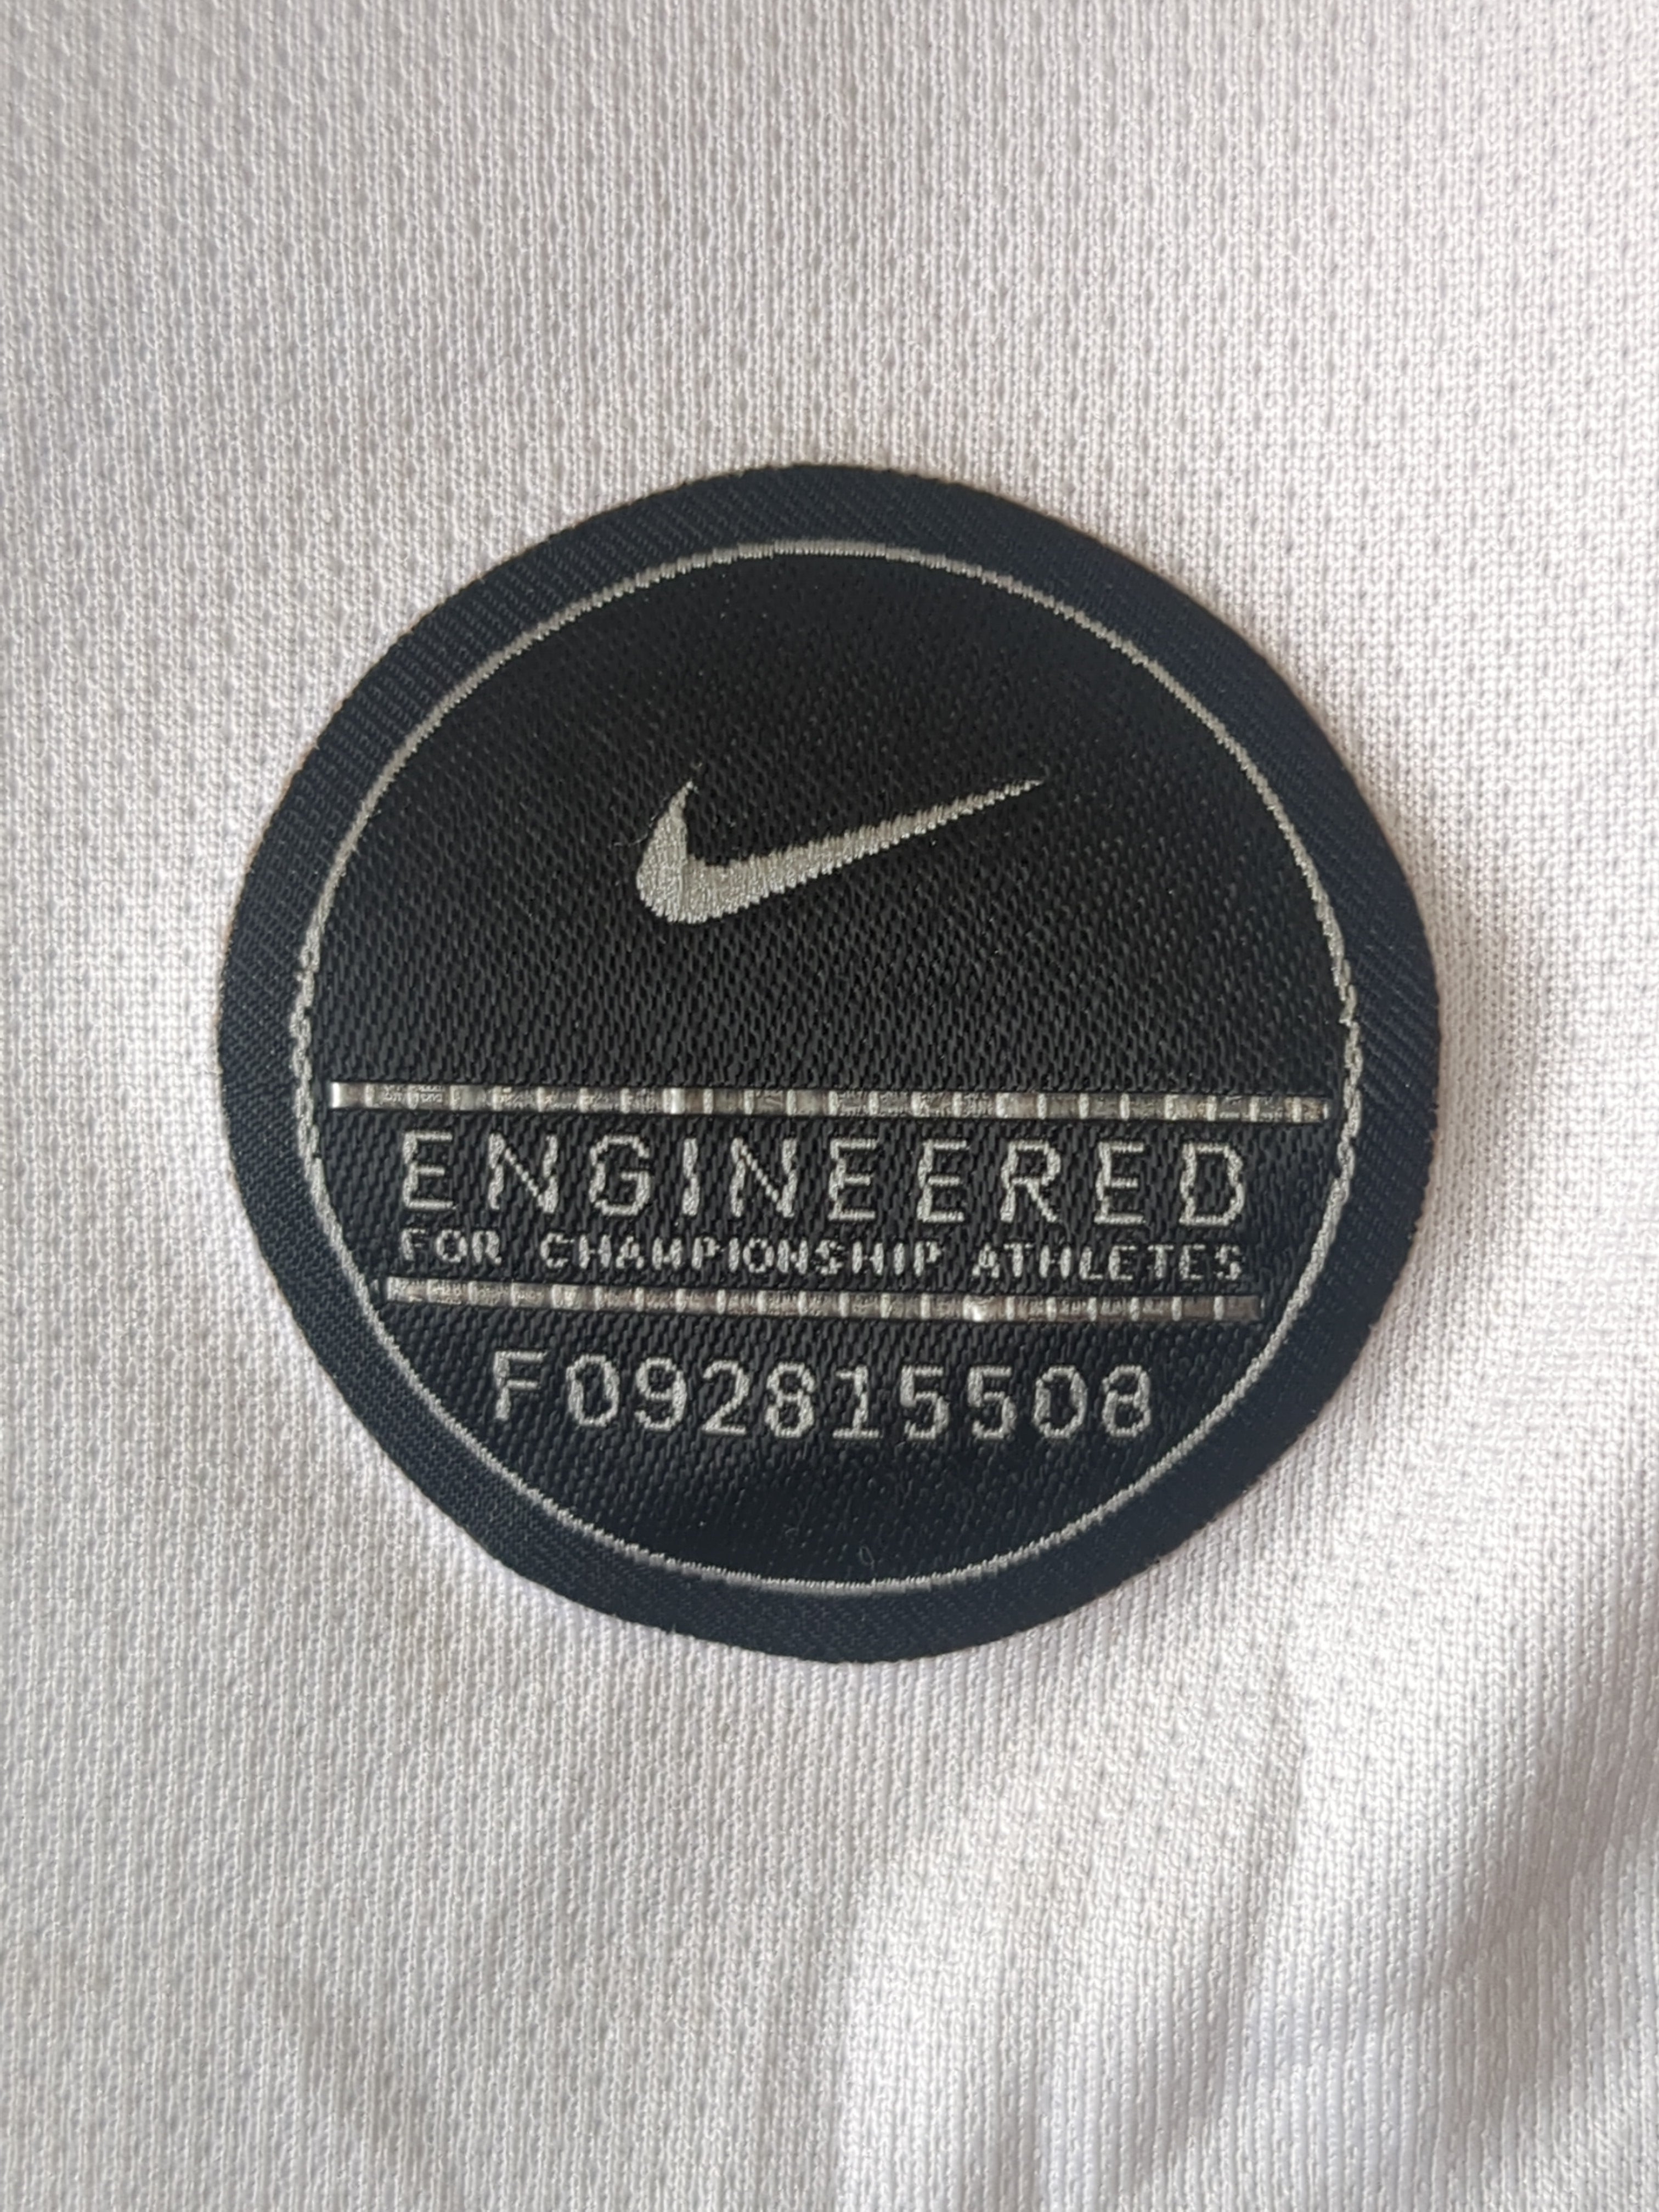 ENGINEERED
FOR CHAMPIONSHIP ATHLETES
F092815508